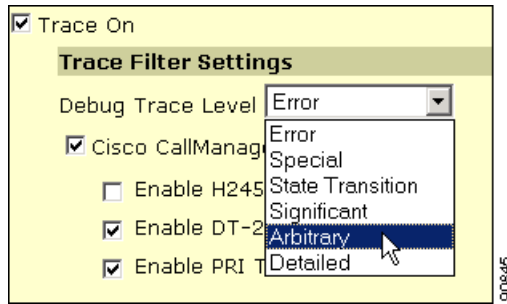 Trace On
Trace Filter Settings
Debug Trace Level Error
Error
Cisco CallManag
Special
Enable H245 State Transition
Significant
Enable DT-2 Arbitrary
Enable PRI T Detailed
90845